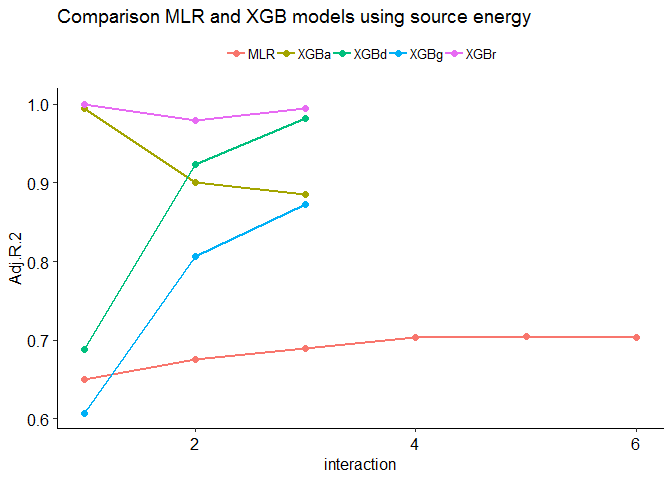 Comparison MLR and XGB models using source energy
MLR XGBa XGBd XGBg XGBr
1.0
0.9
0.8
0.7
0.6
Adj.R.2
2 4 6
interaction